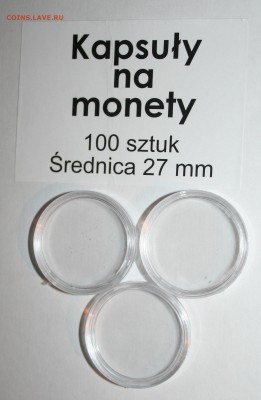 COINS.LAVE.RU
Kapsuły
na
monety
100 sztuk
Średnica 27 mm